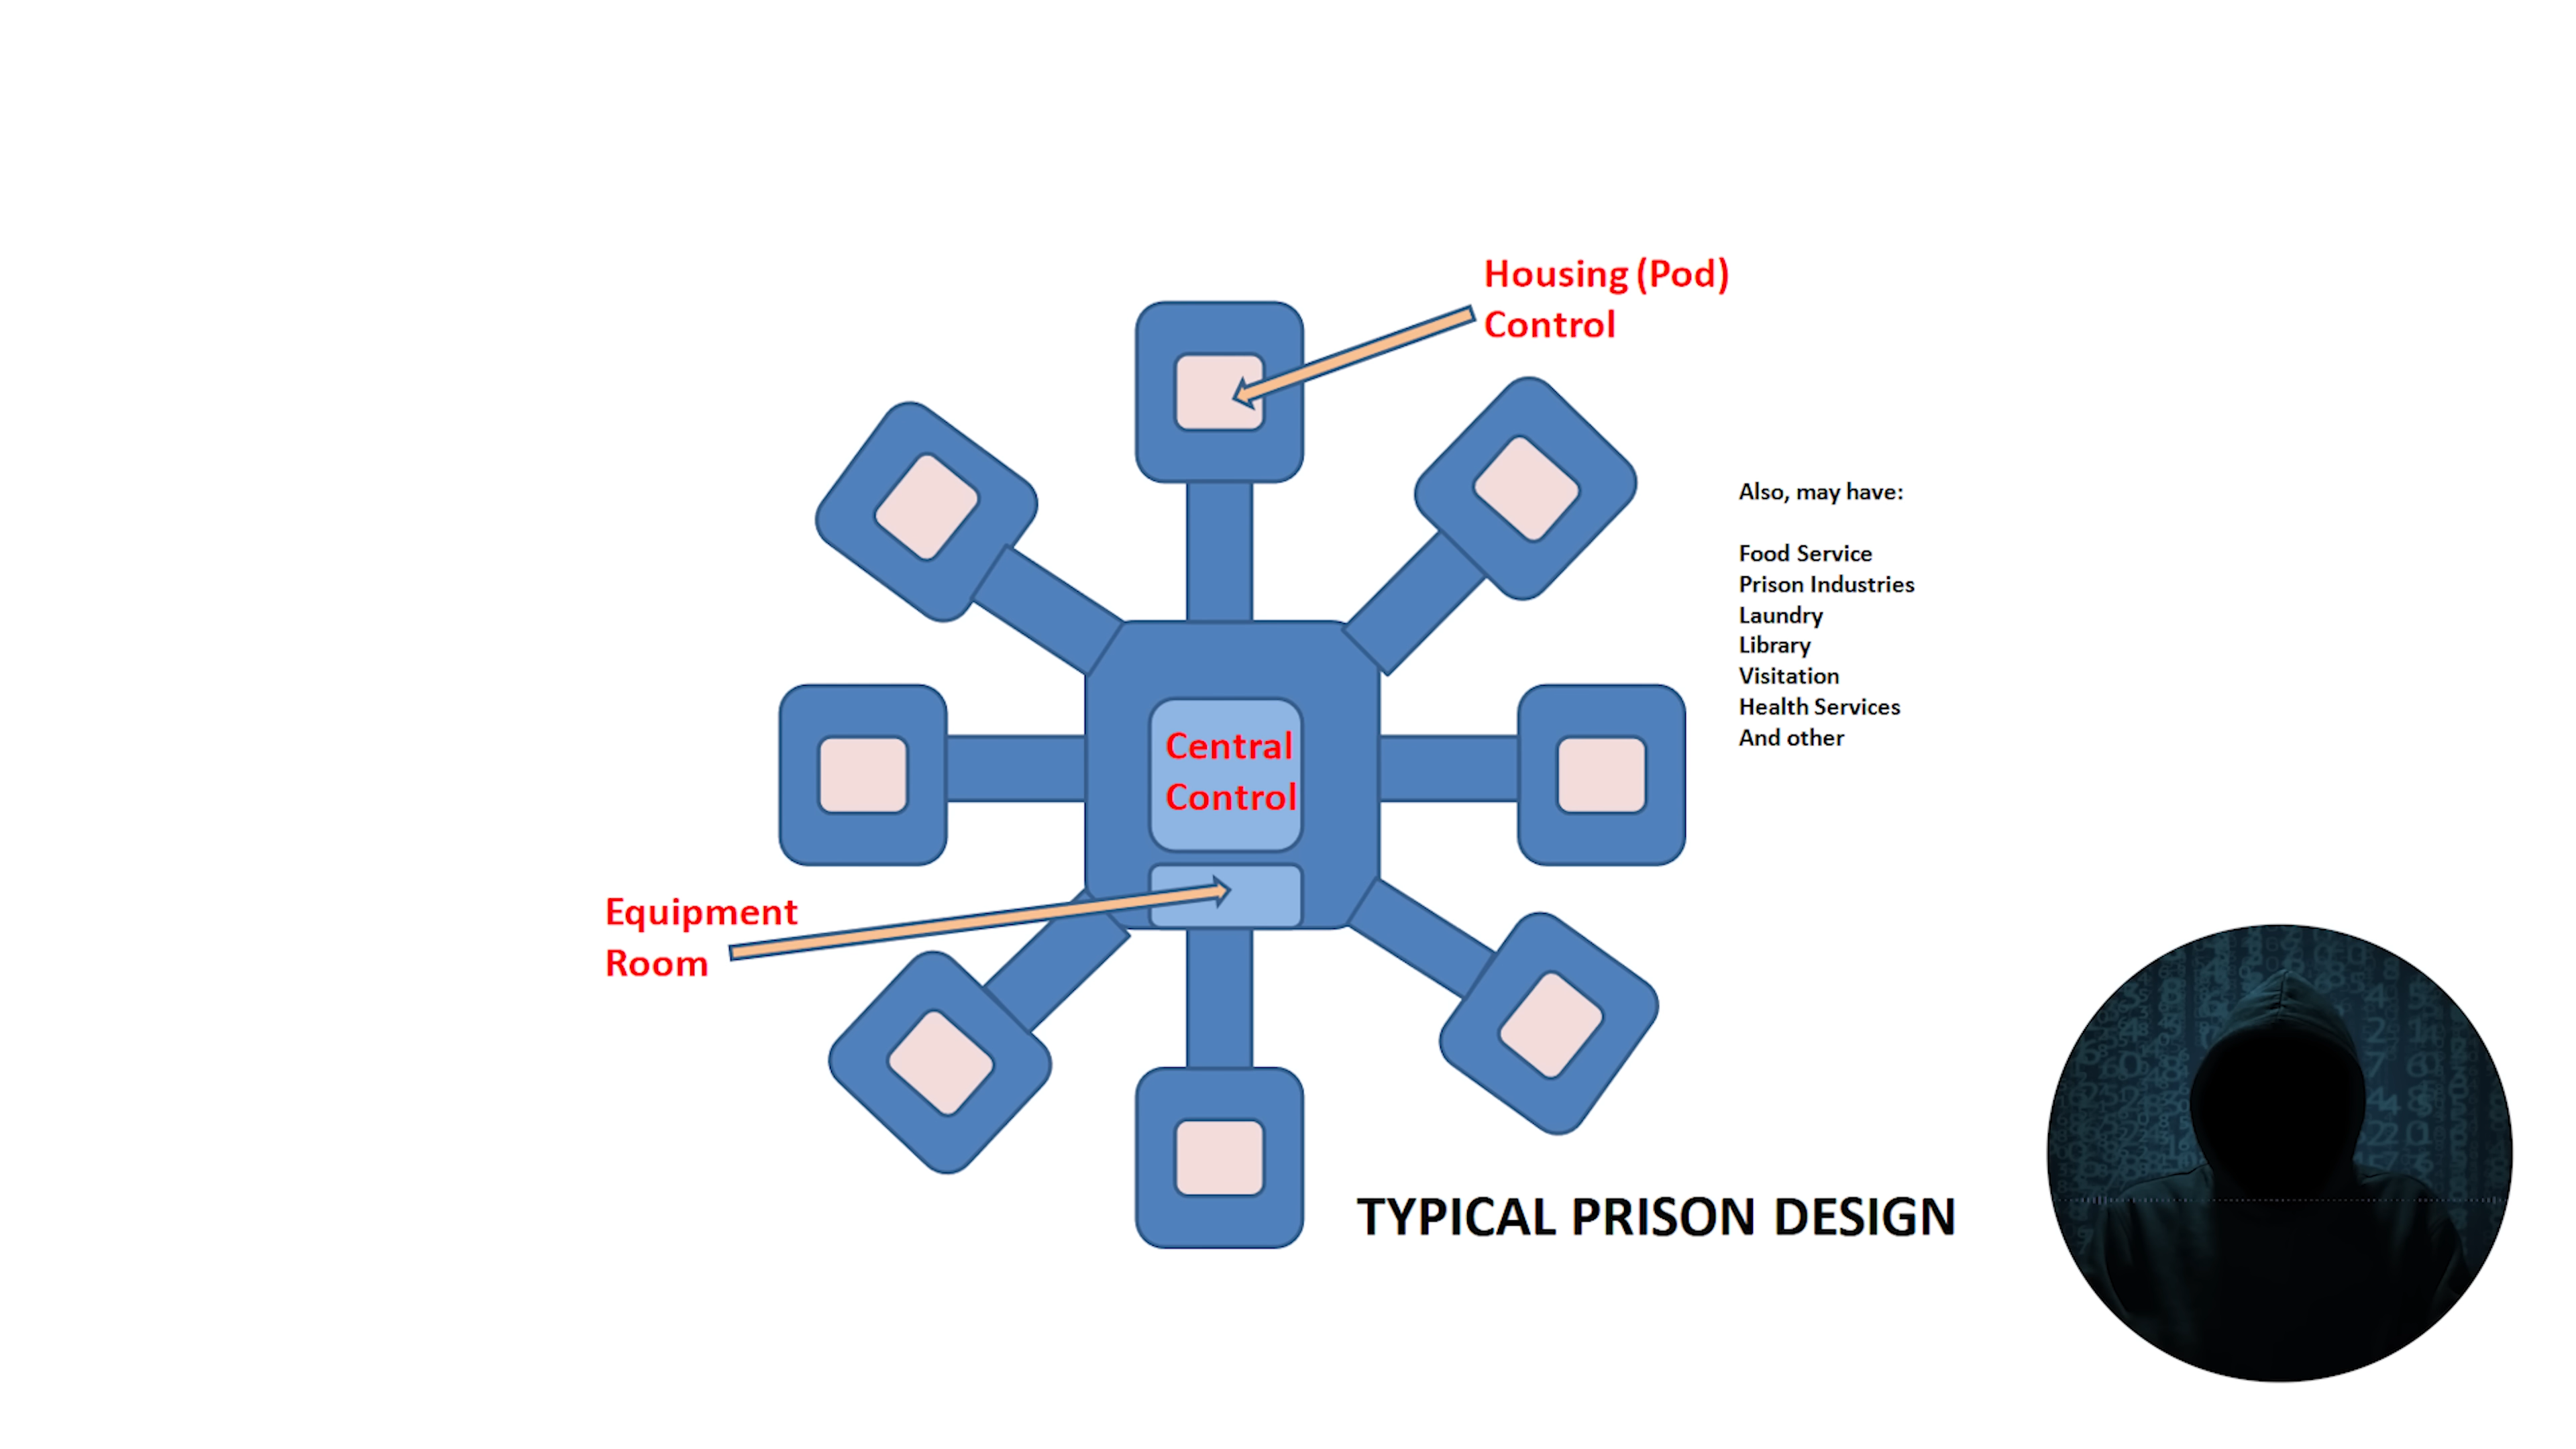 Housing (Pod)
Control
Also, may have:
Food Service
Prison Industries
Laundry
Library
Visitation
Health Services
And other
Central
Control
Equipment
Room
TYPICAL PRISON DESIGN